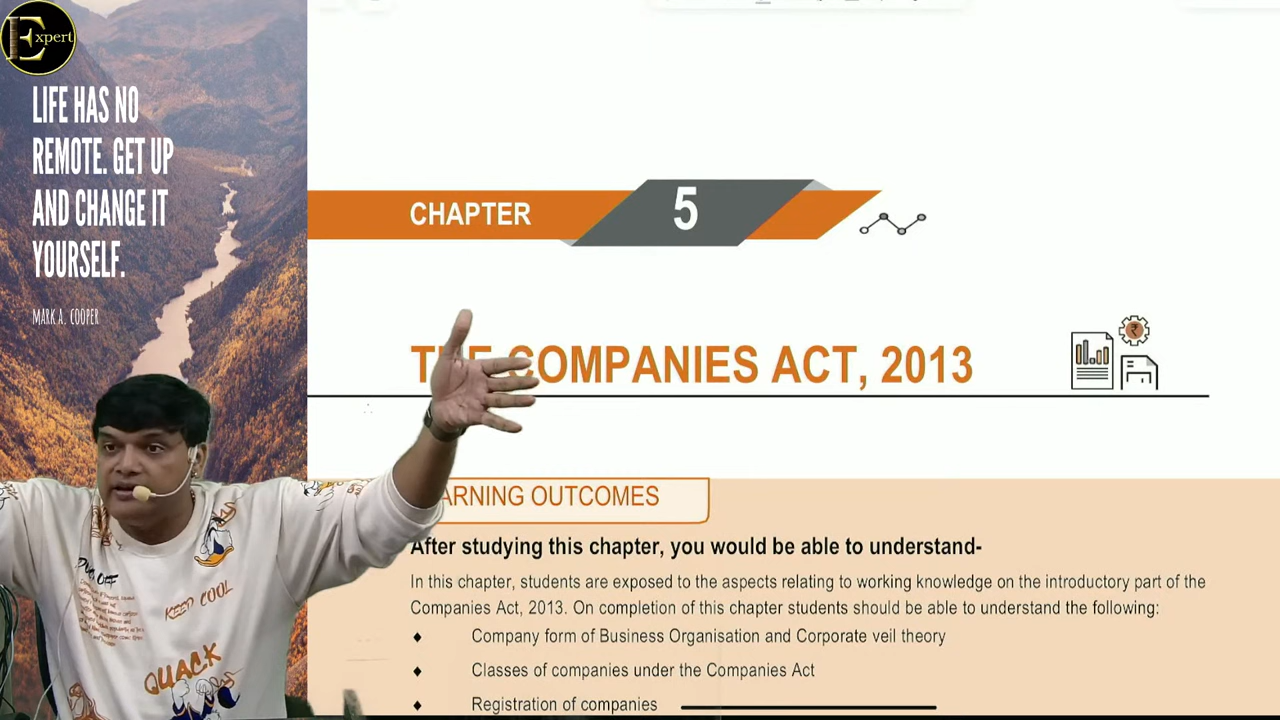 Expert
LIFE HAS NO
REMOTE. GET UP
AND CHANGE IT
YOURSELF.
MARK A. COOPER
CHAPTER 5
THE COMPANIES ACT, 2013
ARNING OUTCOMES
After studying this chapter, you would be able to understand-
In this chapter, students are exposed to the aspects relating to working knowledge on the introductory part of the
Companies Act, 2013. On completion of this chapter students should be able to understand the following:
♦ Company form of Business Organisation and Corporate veil theory
♦ Classes of companies under the Companies Act
♦ Registration of companies
KEEP COOL
QUACK